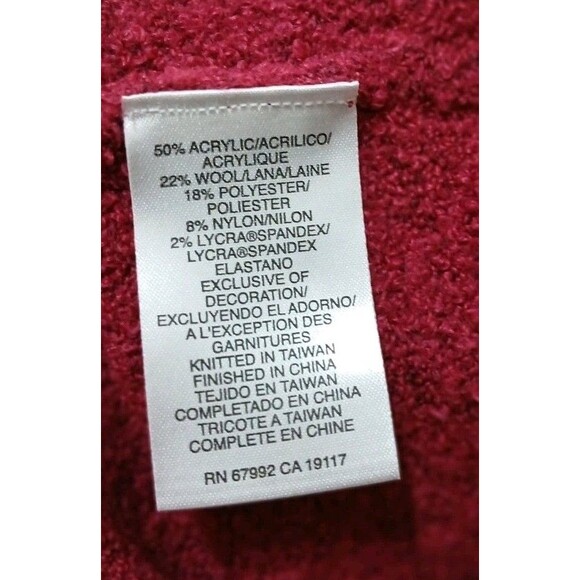 50% ACRYLIC/ACRILICO/
ACRYLIQUE
22% WOOL/LANA/LAINE
18% POLYESTER/
POLIESTER
8% NYLON/NILON
2% LYCRA®SPANDEX/
LYCRA®SPANDEX
ELASTANO
EXCLUSIVE OF
DECORATION/
EXCLUYENDO EL ADORNO/
A L'EXCEPTION DES
GARNITURES
KNITTED IN TAIWAN
FINISHED IN CHINA
TEJIDO EN TAIWAN
COMPLETADO EN CHINA
TRICOTE A TAIWAN
COMPLETE EN CHINE
RN 67992 CA 19117